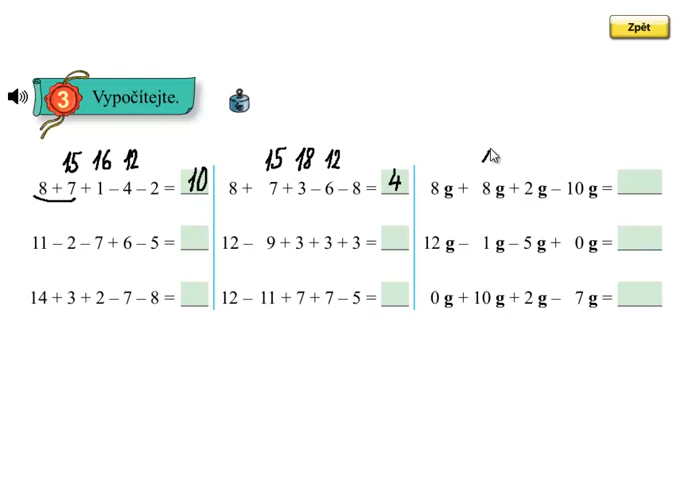 Zpět
3 Vypočítejte.
15 16 12
8 + 7 + 1 – 4 – 2 = 10
11 – 2 – 7 + 6 – 5 =
14 + 3 + 2 – 7 – 8 =
15 18 12
8 + 7 + 3 – 6 – 8 = 4
12 – 9 + 3 + 3 + 3 =
12 – 11 + 7 + 7 – 5 =
8 g + 8 g + 2 g – 10 g =
12 g – 1 g – 5 g + 0 g =
0 g + 10 g + 2 g – 7 g =